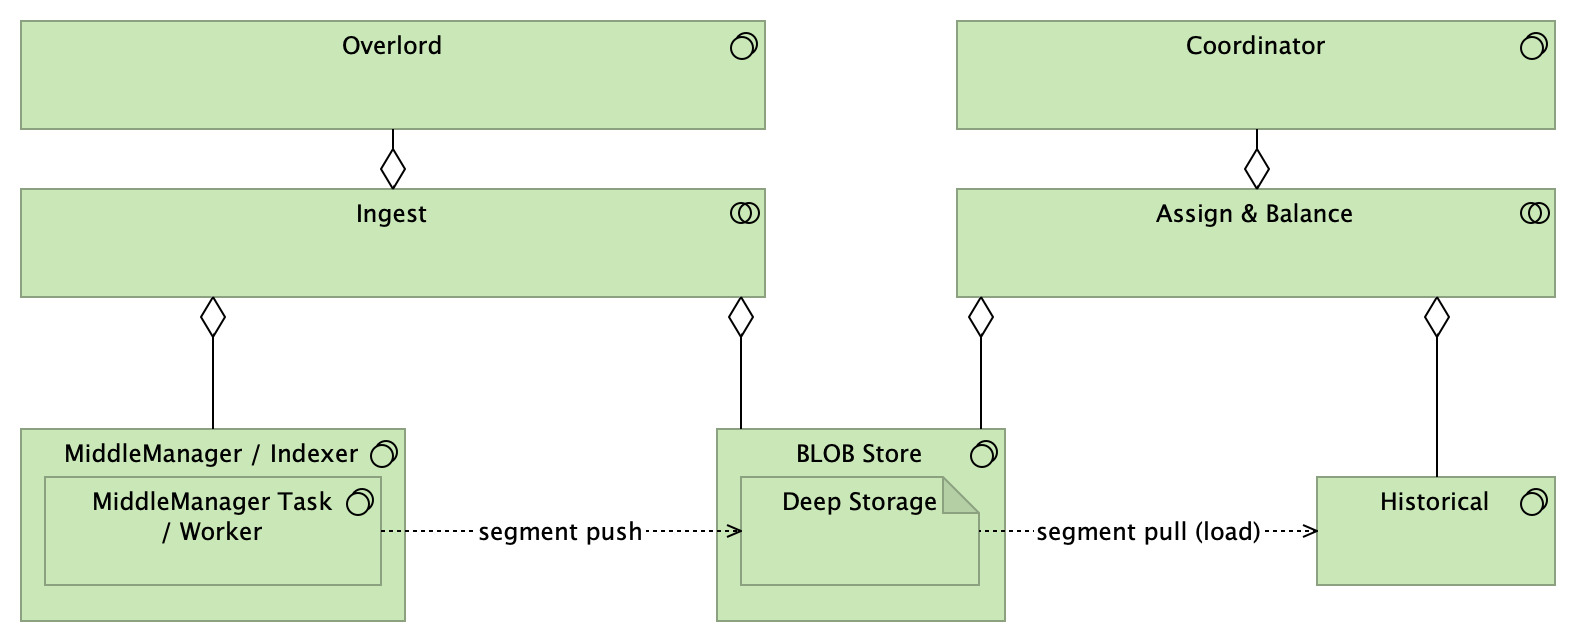 Overlord
Coordinator
Ingest
Assign & Balance
MiddleManager / Indexer
BLOB Store
MiddleManager Task
/ Worker
Deep Storage
Historical
segment push
segment pull (load)